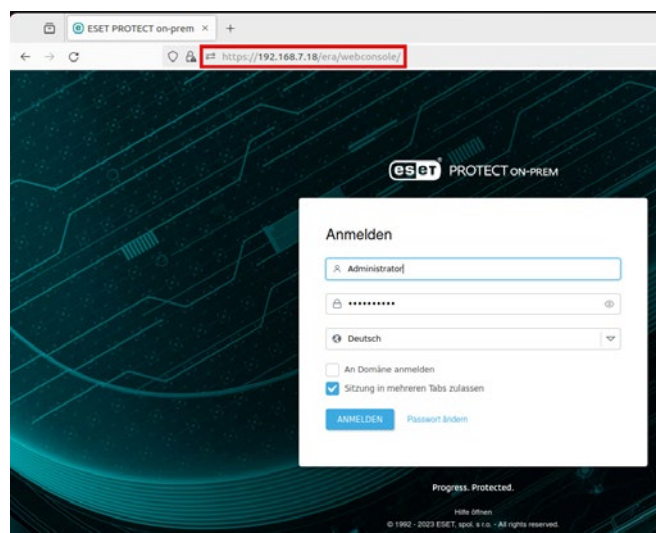 ESET PROTECT on-prem
https://192.168.7.18/era/webconsole/
eset PROTECT ON-PREM
Anmelden
Administrator
Deutsch
An Domäne anmelden
Sitzung in mehreren Tabs zulassen
ANMELDEN Passwort ändern
Progress. Protected.
Hilfe öffnen
© 1992 - 2023 ESET, spol. s r.o. - All rights reserved.